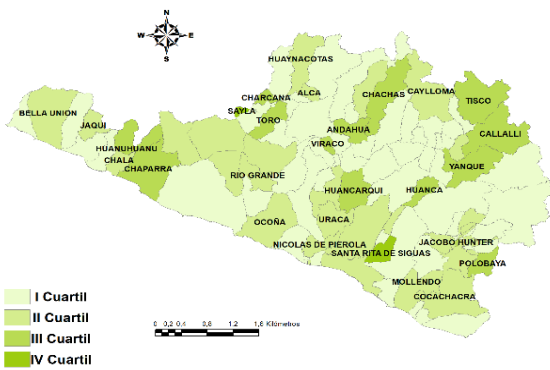 N
W E
S
HUAYNACOTAS
ALCA
CHARCANA
CHACHAS
CAYLLOMA
TISCO
BELLA UNION
SAYLA
TORO
JAQUI
ANDAHUA
CALLALLI
HUANUHUANU
VIRACO
CHALA
YANQUE
CHAPARRA
RIO GRANDE
HUANCARQUI
HUANCA
OCOÑA
URACA
NICOLAS DE PIEROLA
JACOBO HUNTER
SANTA RITA DE SIGUAS
POLOBAYA
MOLLENDO
COCACHACRA
I Cuartil
II Cuartil
III Cuartil
IV Cuartil
0 0,2 0,4 0,8 1,2 1,6 Kilómetros